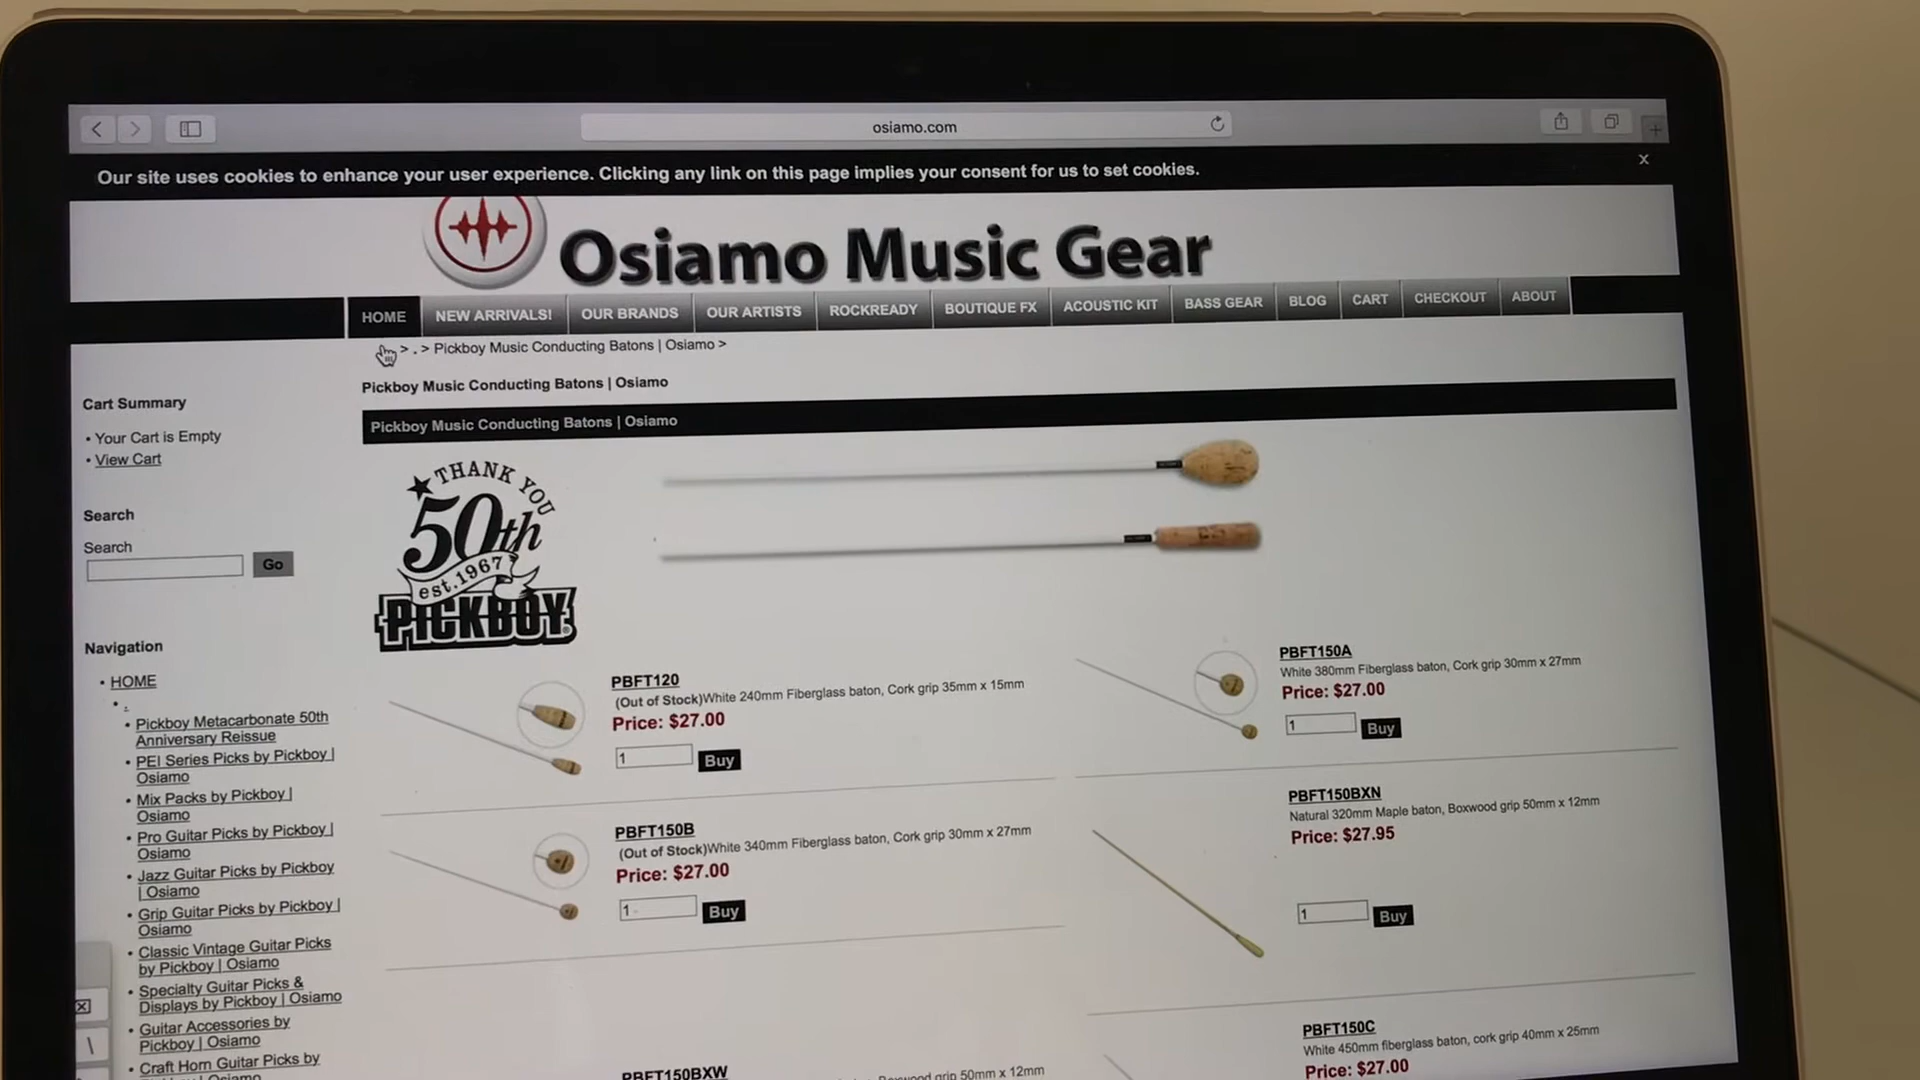 osiamo.com
Our site uses cookies to enhance your user experience. Clicking any link on this page implies your consent for us to set cookies.
x
Osiamo Music Gear
HOME
NEW ARRIVALS!
OUR BRANDS
OUR ARTISTS
ROCKREADY
BOUTIQUE FX
ACOUSTIC KIT
BASS GEAR
BLOG
CART
CHECKOUT
ABOUT
> . > Pickboy Music Conducting Batons | Osiamo >
Pickboy Music Conducting Batons | Osiamo
Pickboy Music Conducting Batons | Osiamo
Cart Summary
• Your Cart is Empty
• View Cart
Search
Search
Go
Navigation
• HOME
• .
• Pickboy Metacarbonate 50th
Anniversary Reissue
• PEI Series Picks by Pickboy |
Osiamo
• Mix Packs by Pickboy |
Osiamo
• Pro Guitar Picks by Pickboy |
Osiamo
• Jazz Guitar Picks by Pickboy
| Osiamo
• Grip Guitar Picks by Pickboy |
Osiamo
• Classic Vintage Guitar Picks
by Pickboy | Osiamo
• Specialty Guitar Picks &
Displays by Pickboy | Osiamo
• Guitar Accessories by
Pickboy | Osiamo
• Craft Horn Guitar Picks by
THANK YOU
50th
est.1967
PICKBOY
PBFT120
(Out of Stock)White 240mm Fiberglass baton, Cork grip 35mm x 15mm
Price: $27.00
1
Buy
PBFT150A
White 380mm Fiberglass baton, Cork grip 30mm x 27mm
Price: $27.00
1
Buy
PBFT150B
(Out of Stock)White 340mm Fiberglass baton, Cork grip 30mm x 27mm
Price: $27.00
1
Buy
PBFT150BXN
Natural 320mm Maple baton, Boxwood grip 50mm x 12mm
Price: $27.95
1
Buy
PBFT150BXW
Boxwood grip 50mm x 12mm
PBFT150C
White 450mm fiberglass baton, cork grip 40mm x 25mm
Price: $27.00